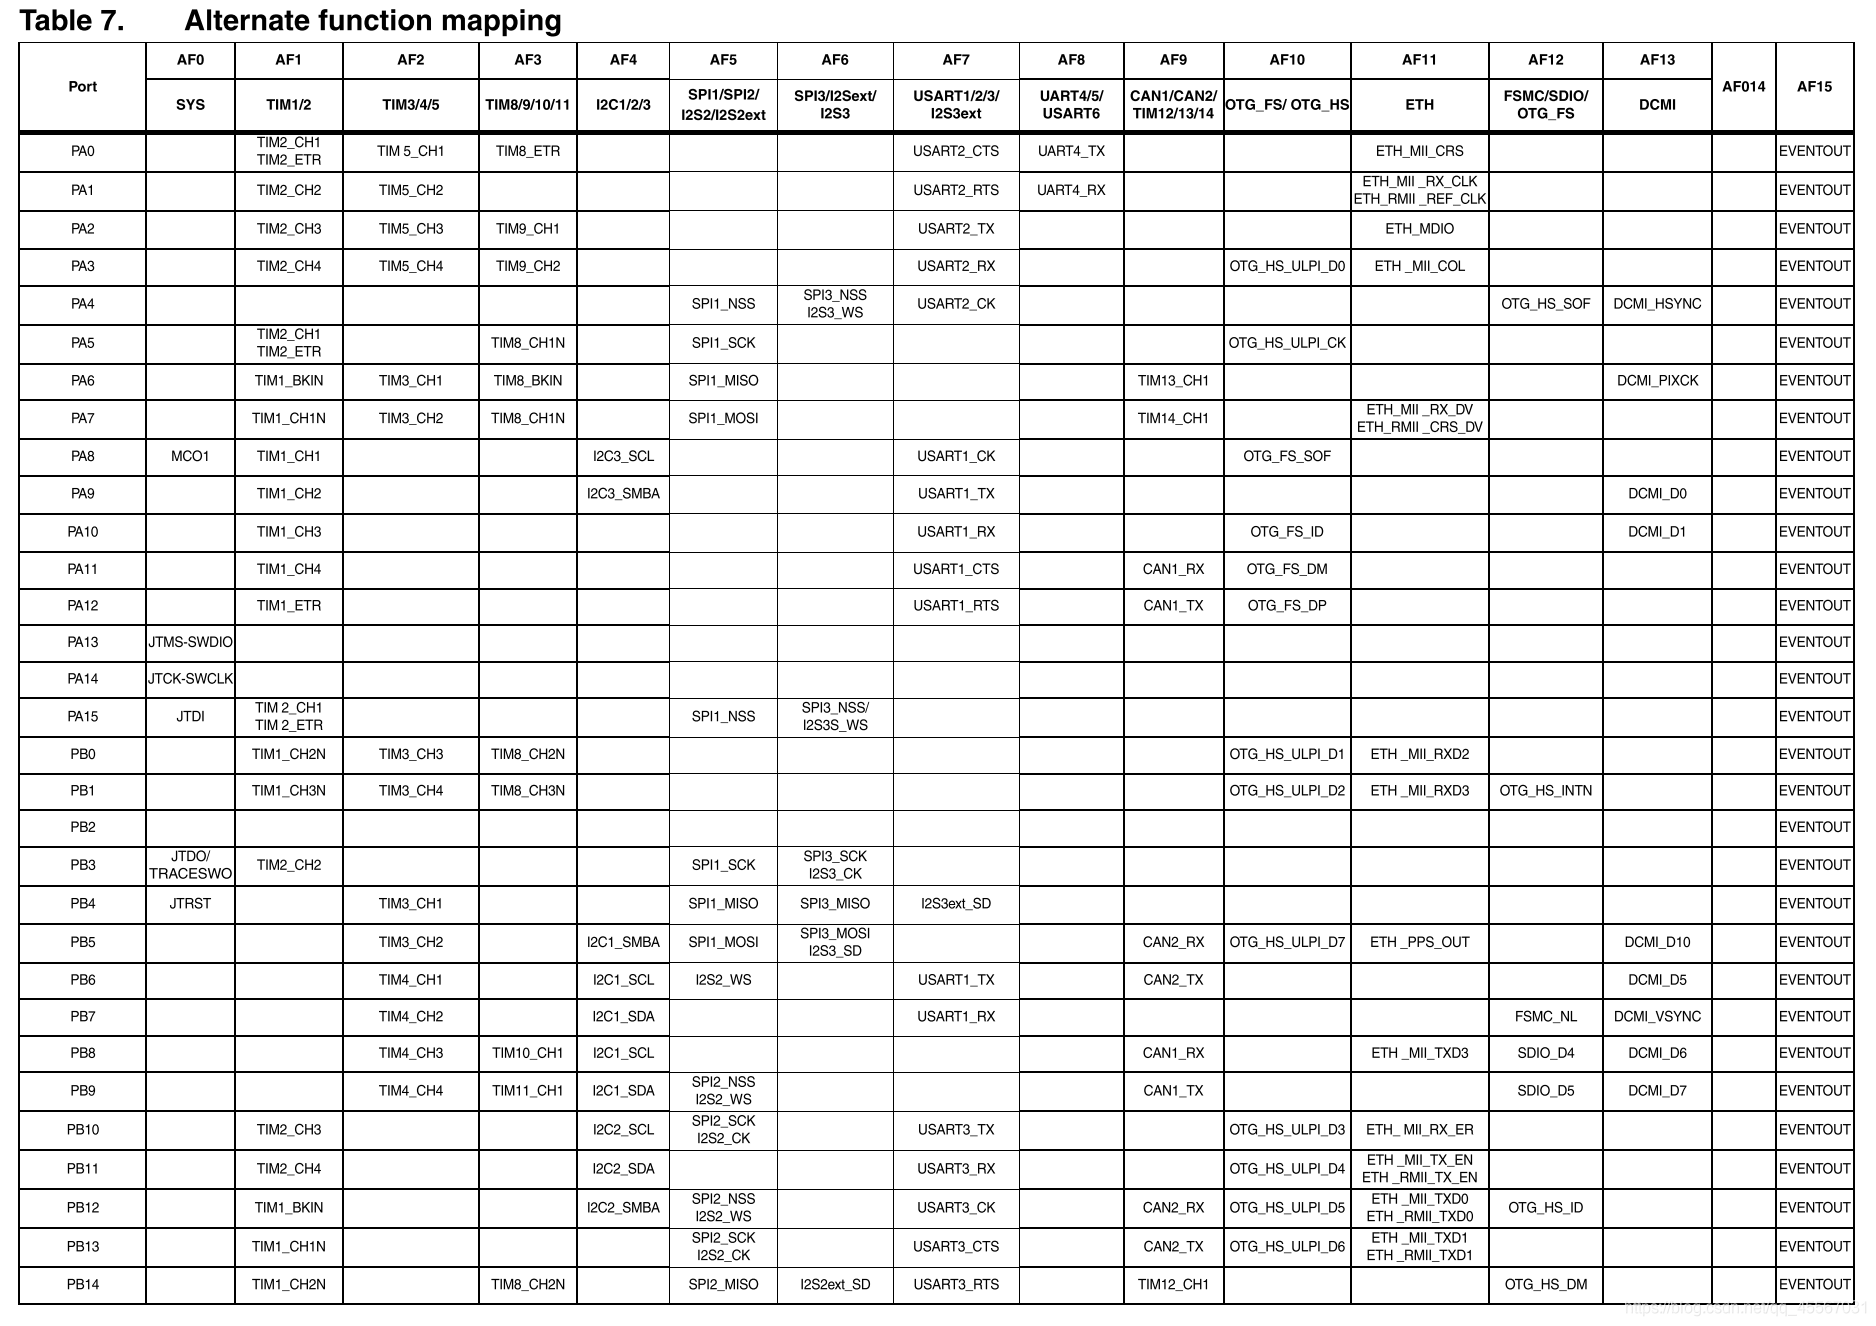 Table 7. Alternate function mapping
Port AF0 AF1 AF2 AF3 AF4 AF5 AF6 AF7 AF8 AF9 AF10 AF11 AF12 AF13 AF014 AF15
SYS TIM1/2 TIM3/4/5 TIM8/9/10/11 I2C1/2/3 SPI1/SPI2/ I2S2/I2S2ext SPI3/I2Sext/ I2S3 USART1/2/3/ I2S3ext UART4/5/ USART6 CAN1/CAN2/ TIM12/13/14 OTG_FS/ OTG_HS ETH FSMC/SDIO/ OTG_FS DCMI
PA0 TIM2_CH1 TIM2_ETR TIM 5_CH1 TIM8_ETR USART2_CTS UART4_TX ETH_MII_CRS EVENTOUT
PA1 TIM2_CH2 TIM5_CH2 USART2_RTS UART4_RX ETH_MII _RX_CLK ETH_RMII _REF_CLK EVENTOUT
PA2 TIM2_CH3 TIM5_CH3 TIM9_CH1 USART2_TX ETH_MDIO EVENTOUT
PA3 TIM2_CH4 TIM5_CH4 TIM9_CH2 USART2_RX OTG_HS_ULPI_D0 ETH _MII_COL EVENTOUT
PA4 SPI1_NSS SPI3_NSS I2S3_WS USART2_CK OTG_HS_SOF DCMI_HSYNC EVENTOUT
PA5 TIM2_CH1 TIM2_ETR TIM8_CH1N SPI1_SCK OTG_HS_ULPI_CK EVENTOUT
PA6 TIM1_BKIN TIM3_CH1 TIM8_BKIN SPI1_MISO TIM13_CH1 DCMI_PIXCK EVENTOUT
PA7 TIM1_CH1N TIM3_CH2 TIM8_CH1N SPI1_MOSI TIM14_CH1 ETH_MII _RX_DV ETH_RMII _CRS_DV EVENTOUT
PA8 MCO1 TIM1_CH1 I2C3_SCL USART1_CK OTG_FS_SOF EVENTOUT
PA9 TIM1_CH2 I2C3_SMBA USART1_TX DCMI_D0 EVENTOUT
PA10 TIM1_CH3 USART1_RX OTG_FS_ID DCMI_D1 EVENTOUT
PA11 TIM1_CH4 USART1_CTS CAN1_RX OTG_FS_DM EVENTOUT
PA12 TIM1_ETR USART1_RTS CAN1_TX OTG_FS_DP EVENTOUT
PA13 JTMS-SWDIO EVENTOUT
PA14 JTCK-SWCLK EVENTOUT
PA15 JTDI TIM 2_CH1 TIM 2_ETR SPI1_NSS SPI3_NSS/ I2S3S_WS EVENTOUT
PB0 TIM1_CH2N TIM3_CH3 TIM8_CH2N OTG_HS_ULPI_D1 ETH _MII_RXD2 EVENTOUT
PB1 TIM1_CH3N TIM3_CH4 TIM8_CH3N OTG_HS_ULPI_D2 ETH _MII_RXD3 OTG_HS_INTN EVENTOUT
PB2 EVENTOUT
PB3 JTDO/ TRACESWO TIM2_CH2 SPI1_SCK SPI3_SCK I2S3_CK EVENTOUT
PB4 JTRST TIM3_CH1 SPI1_MISO SPI3_MISO I2S3ext_SD EVENTOUT
PB5 TIM3_CH2 I2C1_SMBA SPI1_MOSI SPI3_MOSI I2S3_SD CAN2_RX OTG_HS_ULPI_D7 ETH _PPS_OUT DCMI_D10 EVENTOUT
PB6 TIM4_CH1 I2C1_SCL I2S2_WS USART1_TX CAN2_TX DCMI_D5 EVENTOUT
PB7 TIM4_CH2 I2C1_SDA USART1_RX FSMC_NL DCMI_VSYNC EVENTOUT
PB8 TIM4_CH3 TIM10_CH1 I2C1_SCL CAN1_RX ETH _MII_TXD3 SDIO_D4 DCMI_D6 EVENTOUT
PB9 TIM4_CH4 TIM11_CH1 I2C1_SDA SPI2_NSS I2S2_WS CAN1_TX SDIO_D5 DCMI_D7 EVENTOUT
PB10 TIM2_CH3 I2C2_SCL SPI2_SCK I2S2_CK USART3_TX OTG_HS_ULPI_D3 ETH_ MII_RX_ER EVENTOUT
PB11 TIM2_CH4 I2C2_SDA USART3_RX OTG_HS_ULPI_D4 ETH _MII_TX_EN ETH _RMII_TX_EN EVENTOUT
PB12 TIM1_BKIN I2C2_SMBA SPI2_NSS I2S2_WS USART3_CK CAN2_RX OTG_HS_ULPI_D5 ETH _MII_TXD0 ETH _RMII_TXD0 OTG_HS_ID EVENTOUT
PB13 TIM1_CH1N SPI2_SCK I2S2_CK USART3_CTS CAN2_TX OTG_HS_ULPI_D6 ETH _MII_TXD1 ETH _RMII_TXD1 EVENTOUT
PB14 TIM1_CH2N TIM8_CH2N SPI2_MISO I2S2ext_SD USART3_RTS TIM12_CH1 OTG_HS_DM EVENTOUT